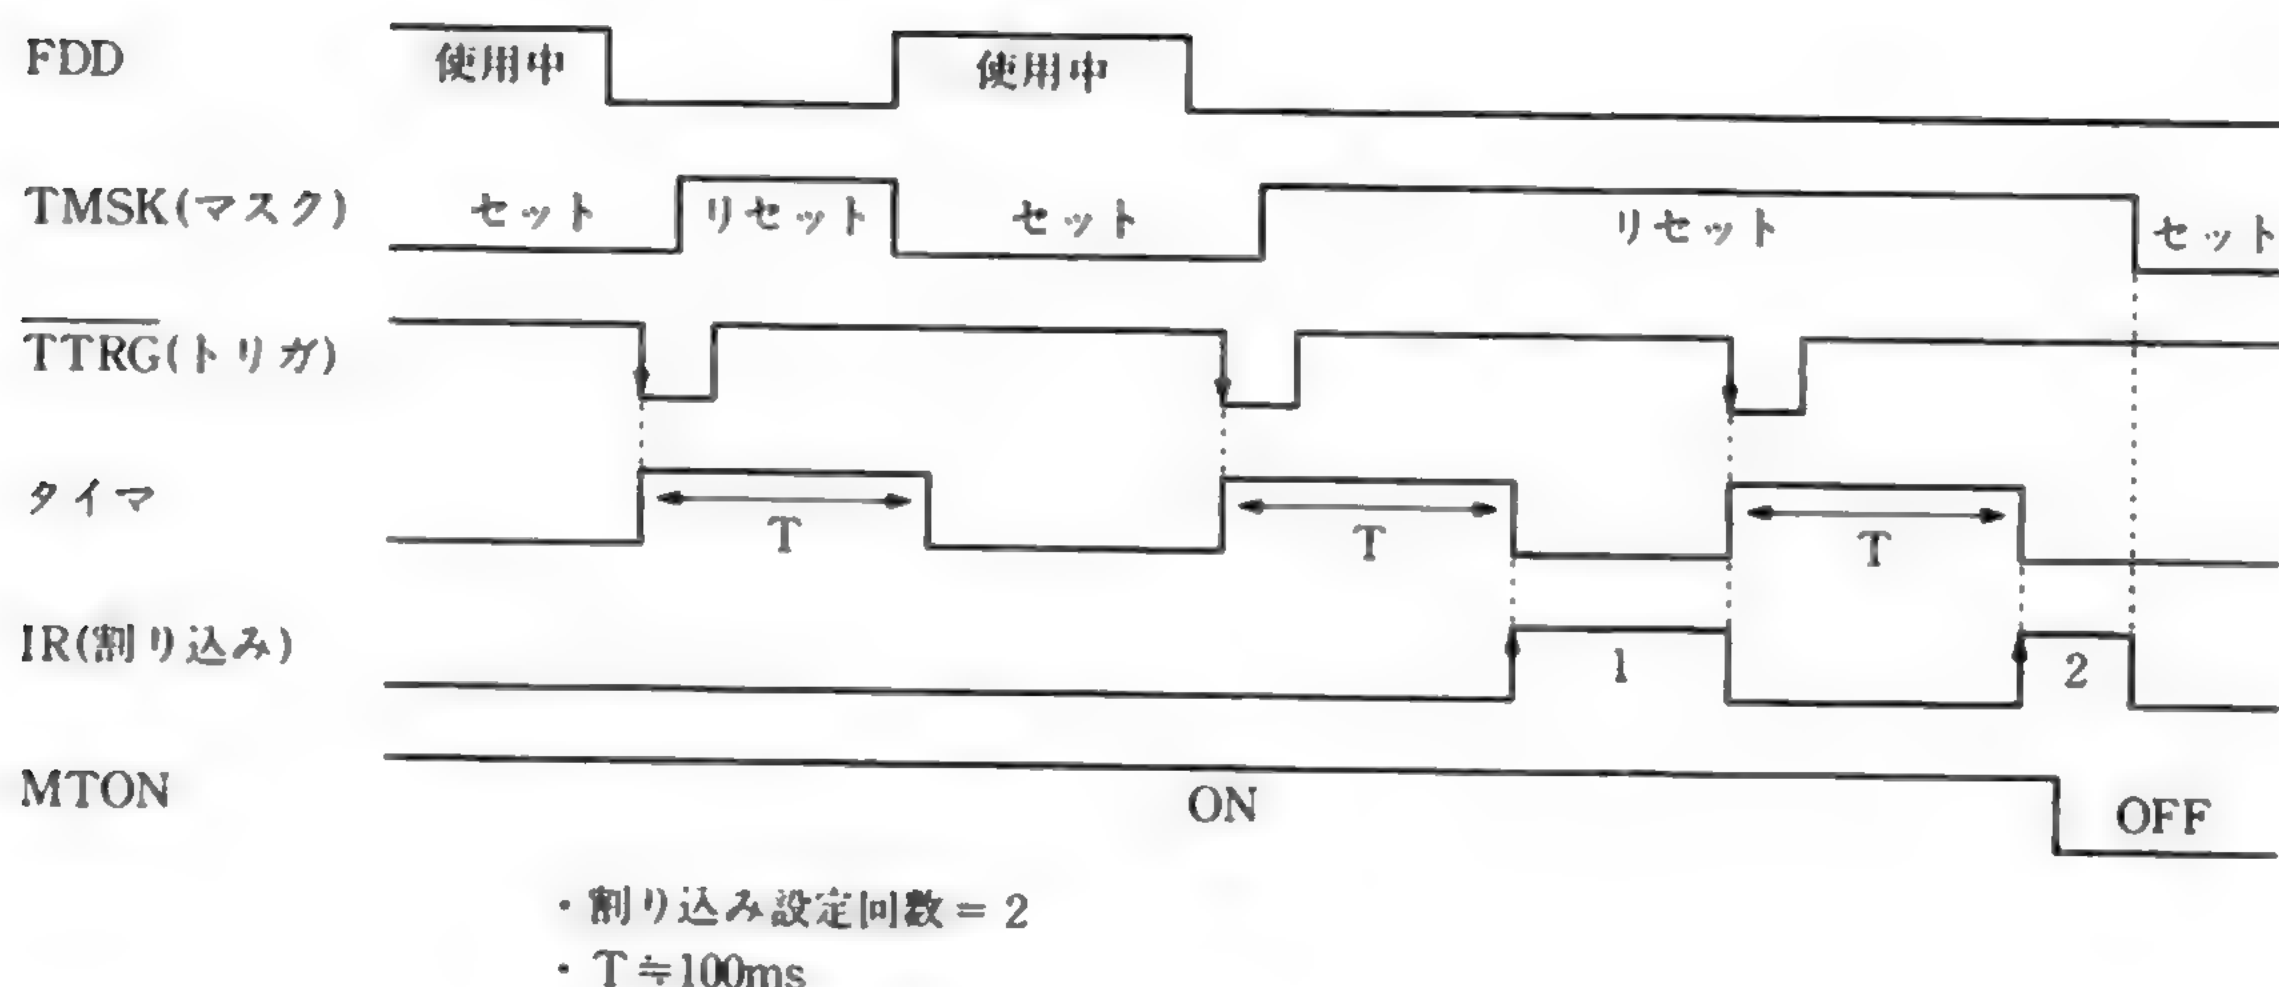 FDD 使用中 使用中
TMSK(マスク) セット リセット セット リセット セット
TTRG(トリガ)
タイマ T T T
IR(割り込み) 1 2
MTON ON OFF
・割り込み設定回数 = 2
・T≒100ms